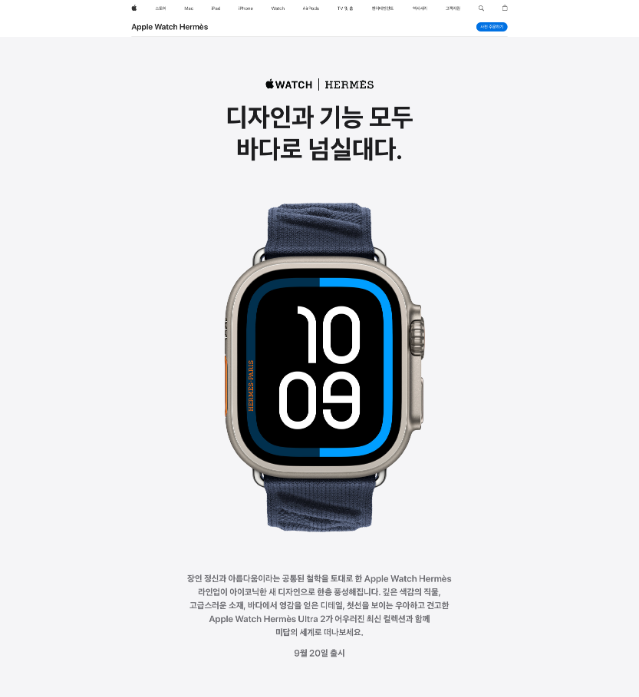 스토어 Mac iPad iPhone Watch AirPods TV 및 홈 엔터테인먼트 액세서리 고객지원
Apple Watch Hermès
사전 주문하기
WATCH | HERMÈS
디자인과 기능 모두
바다로 넘실대다.
10
09
HERMÈS PARIS
장인 정신과 아름다움이라는 공통된 철학을 토대로 한 Apple Watch Hermès
라인업이 아이코닉한 새 디자인으로 한층 풍성해집니다. 깊은 색감의 직물,
고급스러운 소재, 바다에서 영감을 얻은 디테일, 첫선을 보이는 우아하고 견고한
Apple Watch Hermès Ultra 2가 어우러진 최신 컬렉션과 함께
미답의 세계로 떠나보세요.
9월 20일 출시